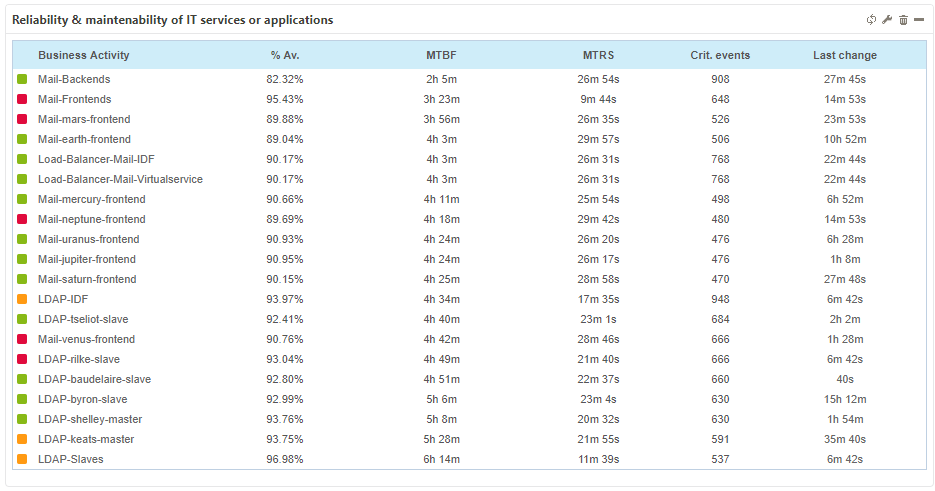 Reliability & maintenability of IT services or applications
Business Activity % Av. MTBF MTRS Crit. events Last change
Mail-Backends 82.32% 2h 5m 26m 54s 908 27m 45s
Mail-Frontends 95.43% 3h 23m 9m 44s 648 14m 53s
Mail-mars-frontend 89.88% 3h 56m 26m 35s 526 23m 53s
Mail-earth-frontend 89.04% 4h 3m 29m 57s 506 10h 52m
Load-Balancer-Mail-IDF 90.17% 4h 3m 26m 31s 768 22m 44s
Load-Balancer-Mail-Virtualservice 90.17% 4h 3m 26m 31s 768 22m 44s
Mail-mercury-frontend 90.66% 4h 11m 25m 54s 498 6h 52m
Mail-neptune-frontend 89.69% 4h 18m 29m 42s 480 14m 53s
Mail-uranus-frontend 90.93% 4h 24m 26m 20s 476 6h 28m
Mail-jupiter-frontend 90.95% 4h 24m 26m 17s 476 1h 8m
Mail-saturn-frontend 90.15% 4h 25m 28m 58s 470 27m 48s
LDAP-IDF 93.97% 4h 34m 17m 35s 948 6m 42s
LDAP-tseliot-slave 92.41% 4h 40m 23m 1s 684 2h 2m
Mail-venus-frontend 90.76% 4h 42m 28m 46s 666 1h 28m
LDAP-rilke-slave 93.04% 4h 49m 21m 40s 666 6m 42s
LDAP-baudelaire-slave 92.80% 4h 51m 22m 37s 660 40s
LDAP-byron-slave 92.99% 5h 6m 23m 4s 630 15h 12m
LDAP-shelley-master 93.76% 5h 8m 20m 32s 630 1h 54m
LDAP-keats-master 93.75% 5h 28m 21m 55s 591 35m 40s
LDAP-Slaves 96.98% 6h 14m 11m 39s 537 6m 42s